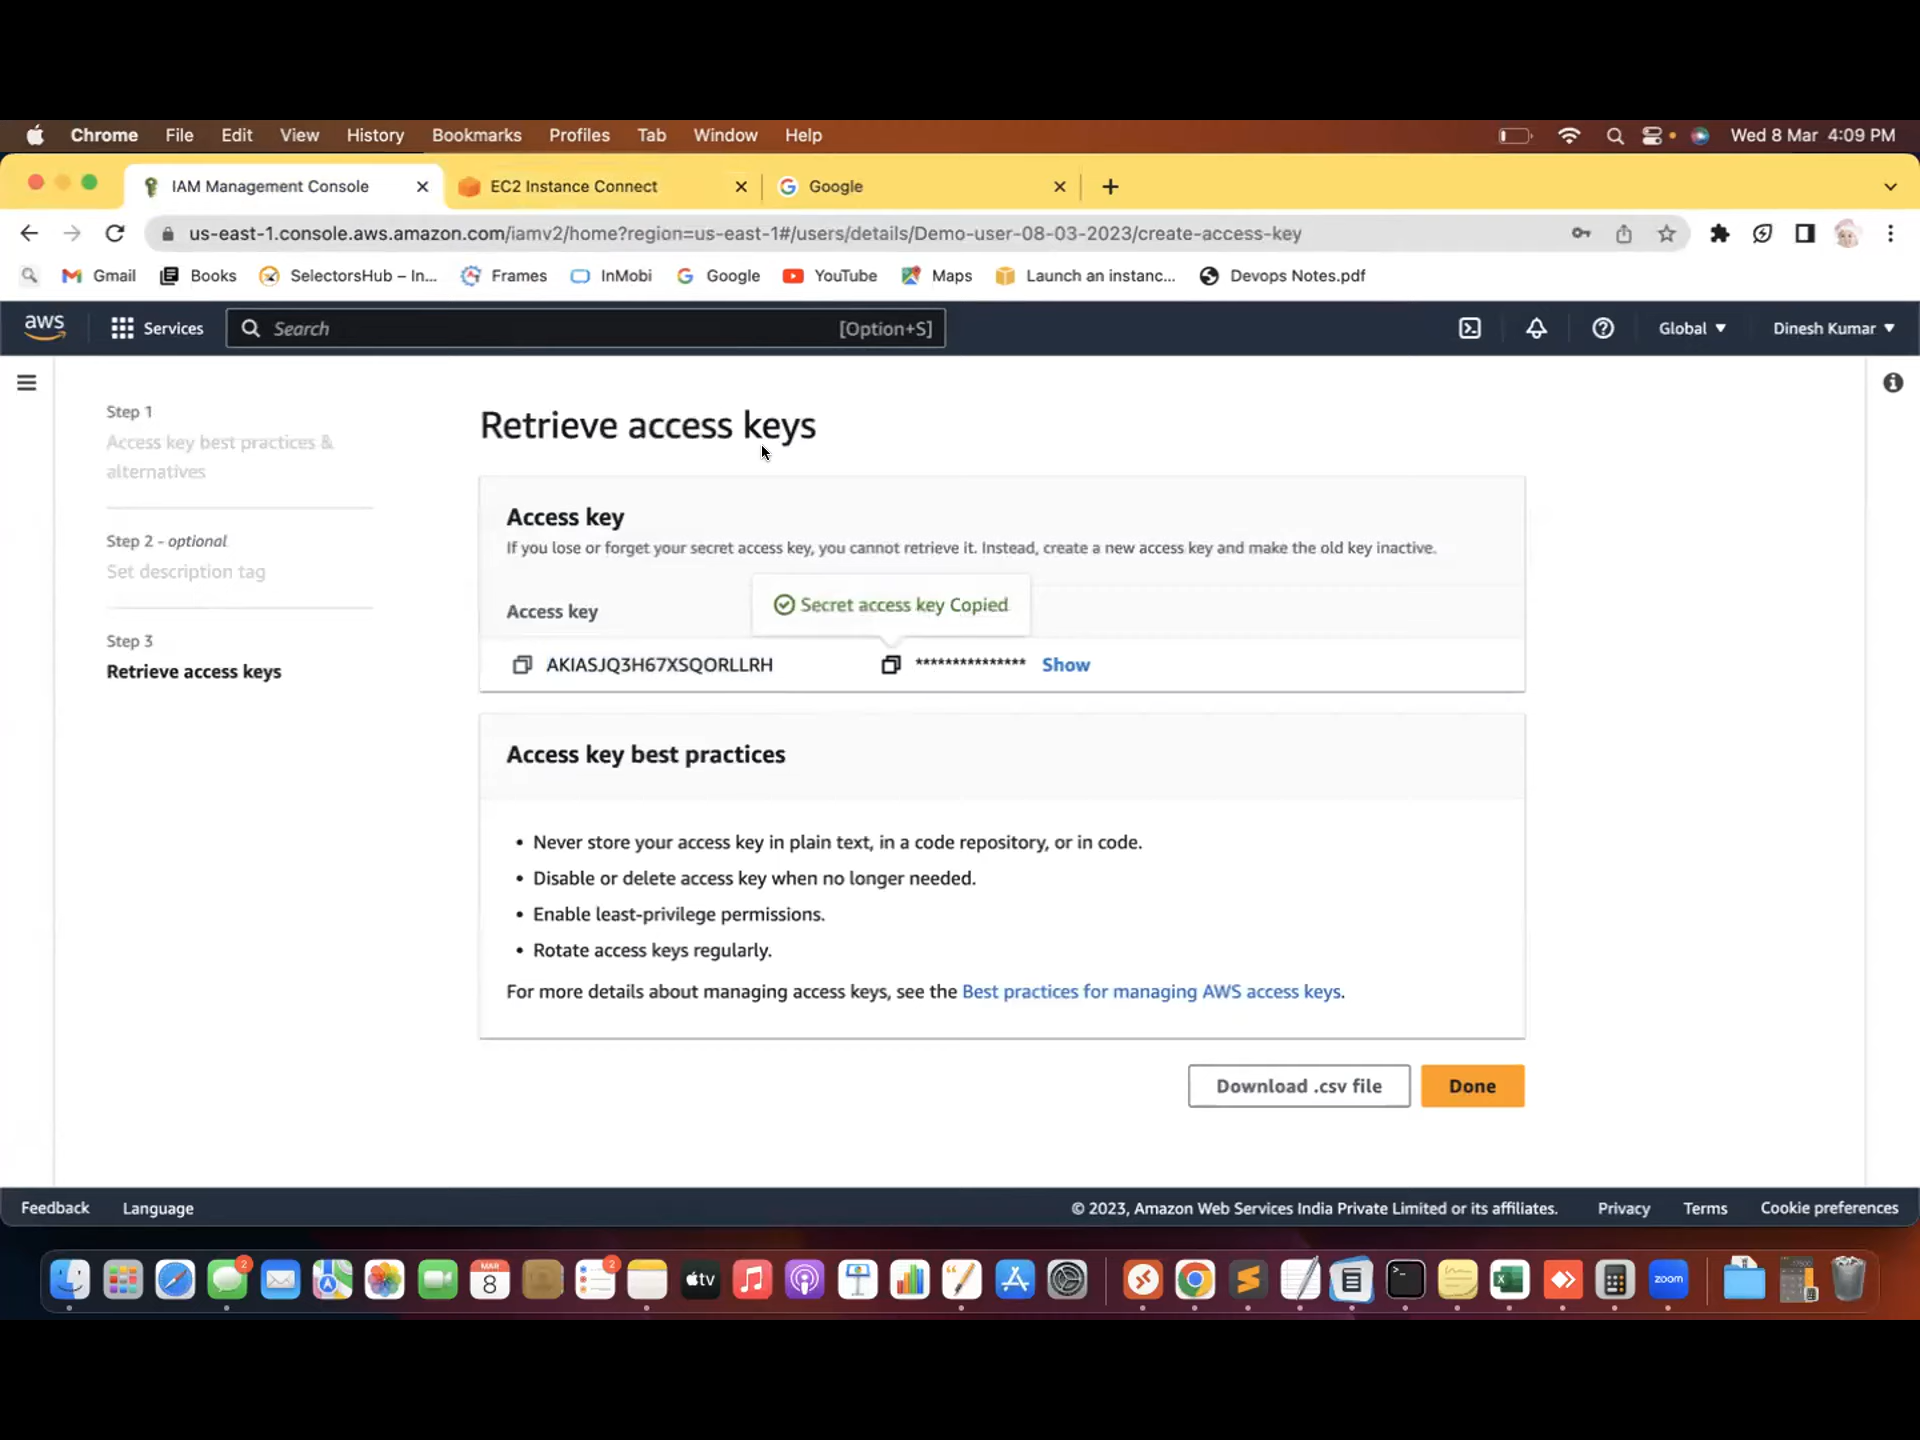 Chrome File Edit View History Bookmarks Profiles Tab Window Help Wed 8 Mar 4:09 PM
IAM Management Console EC2 Instance Connect Google
us-east-1.console.aws.amazon.com/iamv2/home?region=us-east-1#/users/details/Demo-user-08-03-2023/create-access-key
Gmail Books SelectorsHub – In... Frames InMobi Google YouTube Maps Launch an instanc... Devops Notes.pdf
aws Services Search [Option+S] Global Dinesh Kumar
Step 1
Access key best practices &
alternatives
Step 2 - optional
Set description tag
Step 3
Retrieve access keys
Retrieve access keys
Access key
If you lose or forget your secret access key, you cannot retrieve it. Instead, create a new access key and make the old key inactive.
Secret access key Copied
Access key
AKIASJQ3H67XSQORLLRH *************** Show
Access key best practices
• Never store your access key in plain text, in a code repository, or in code.
• Disable or delete access key when no longer needed.
• Enable least-privilege permissions.
• Rotate access keys regularly.
For more details about managing access keys, see the Best practices for managing AWS access keys.
Download .csv file Done
Feedback Language © 2023, Amazon Web Services India Private Limited or its affiliates. Privacy Terms Cookie preferences
2 MAR 8 2 tv zoom